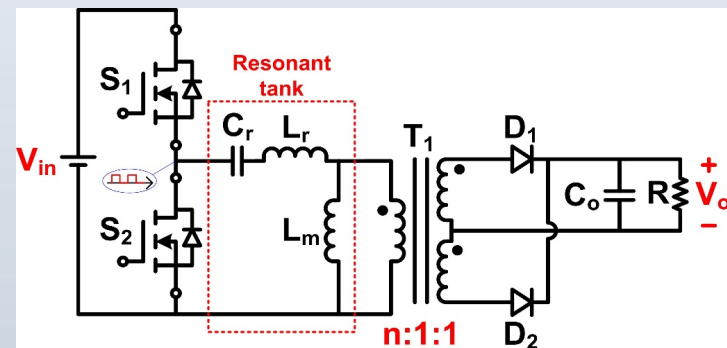 S1
Resonant
tank
Cr
Lr
T1
D1
Vin
+
Co
R
Vo
−
S2
Lm
n:1:1
D2